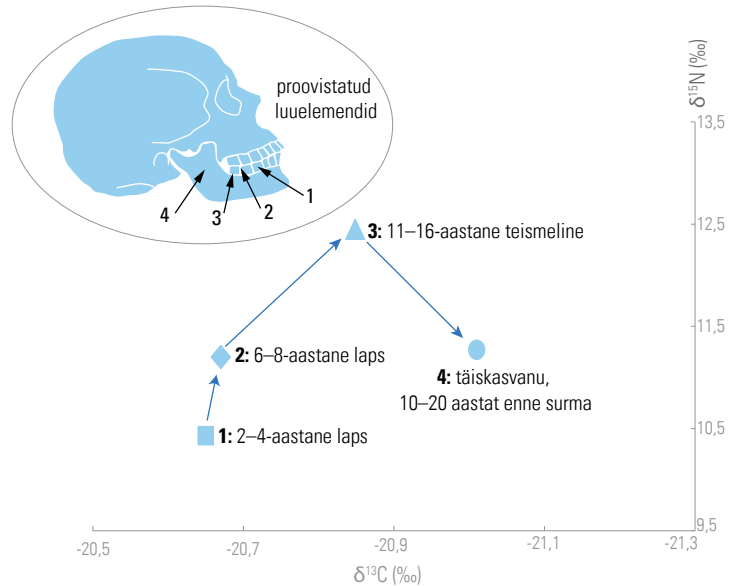 proovistatud
luuelemendid
1
2
3
4
δ¹⁵N (‰)
13,5
12,5
11,5
10,5
9,5
3: 11–16-aastane teismeline
2: 6–8-aastane laps
4: täiskasvanu,
10–20 aastat enne surma
1: 2–4-aastane laps
-20,5
-20,7
-20,9
-21,1
-21,3
δ¹³C (‰)